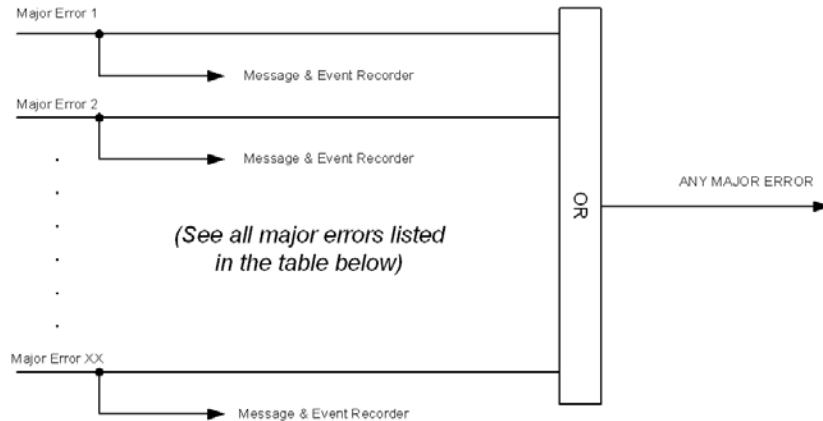 Major Error 1
Message & Event Recorder
Major Error 2
Message & Event Recorder
ANY MAJOR ERROR
OR
(See all major errors listed
in the table below)
Major Error XX
Message & Event Recorder